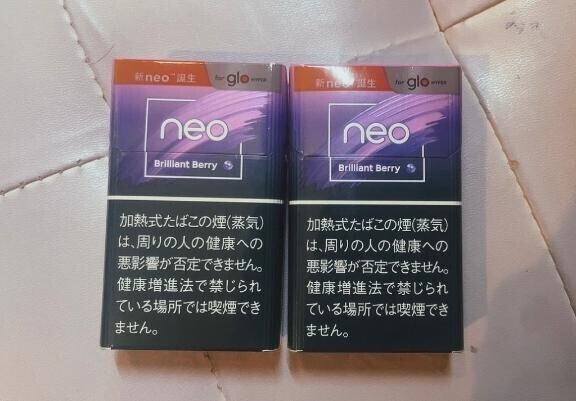 新neo™誕生 for glo HYPER
neo
Brilliant Berry
加熱式たばこの煙(蒸気)
は、周りの人の健康への
悪影響が否定できません。
健康増進法で禁じられ
ている場所では喫煙でき
ません。
新neo™誕生 for glo HYPER
neo
Brilliant Berry
加熱式たばこの煙(蒸気)
は、周りの人の健康への
悪影響が否定できません。
健康増進法で禁じられ
ている場所では喫煙でき
ません。